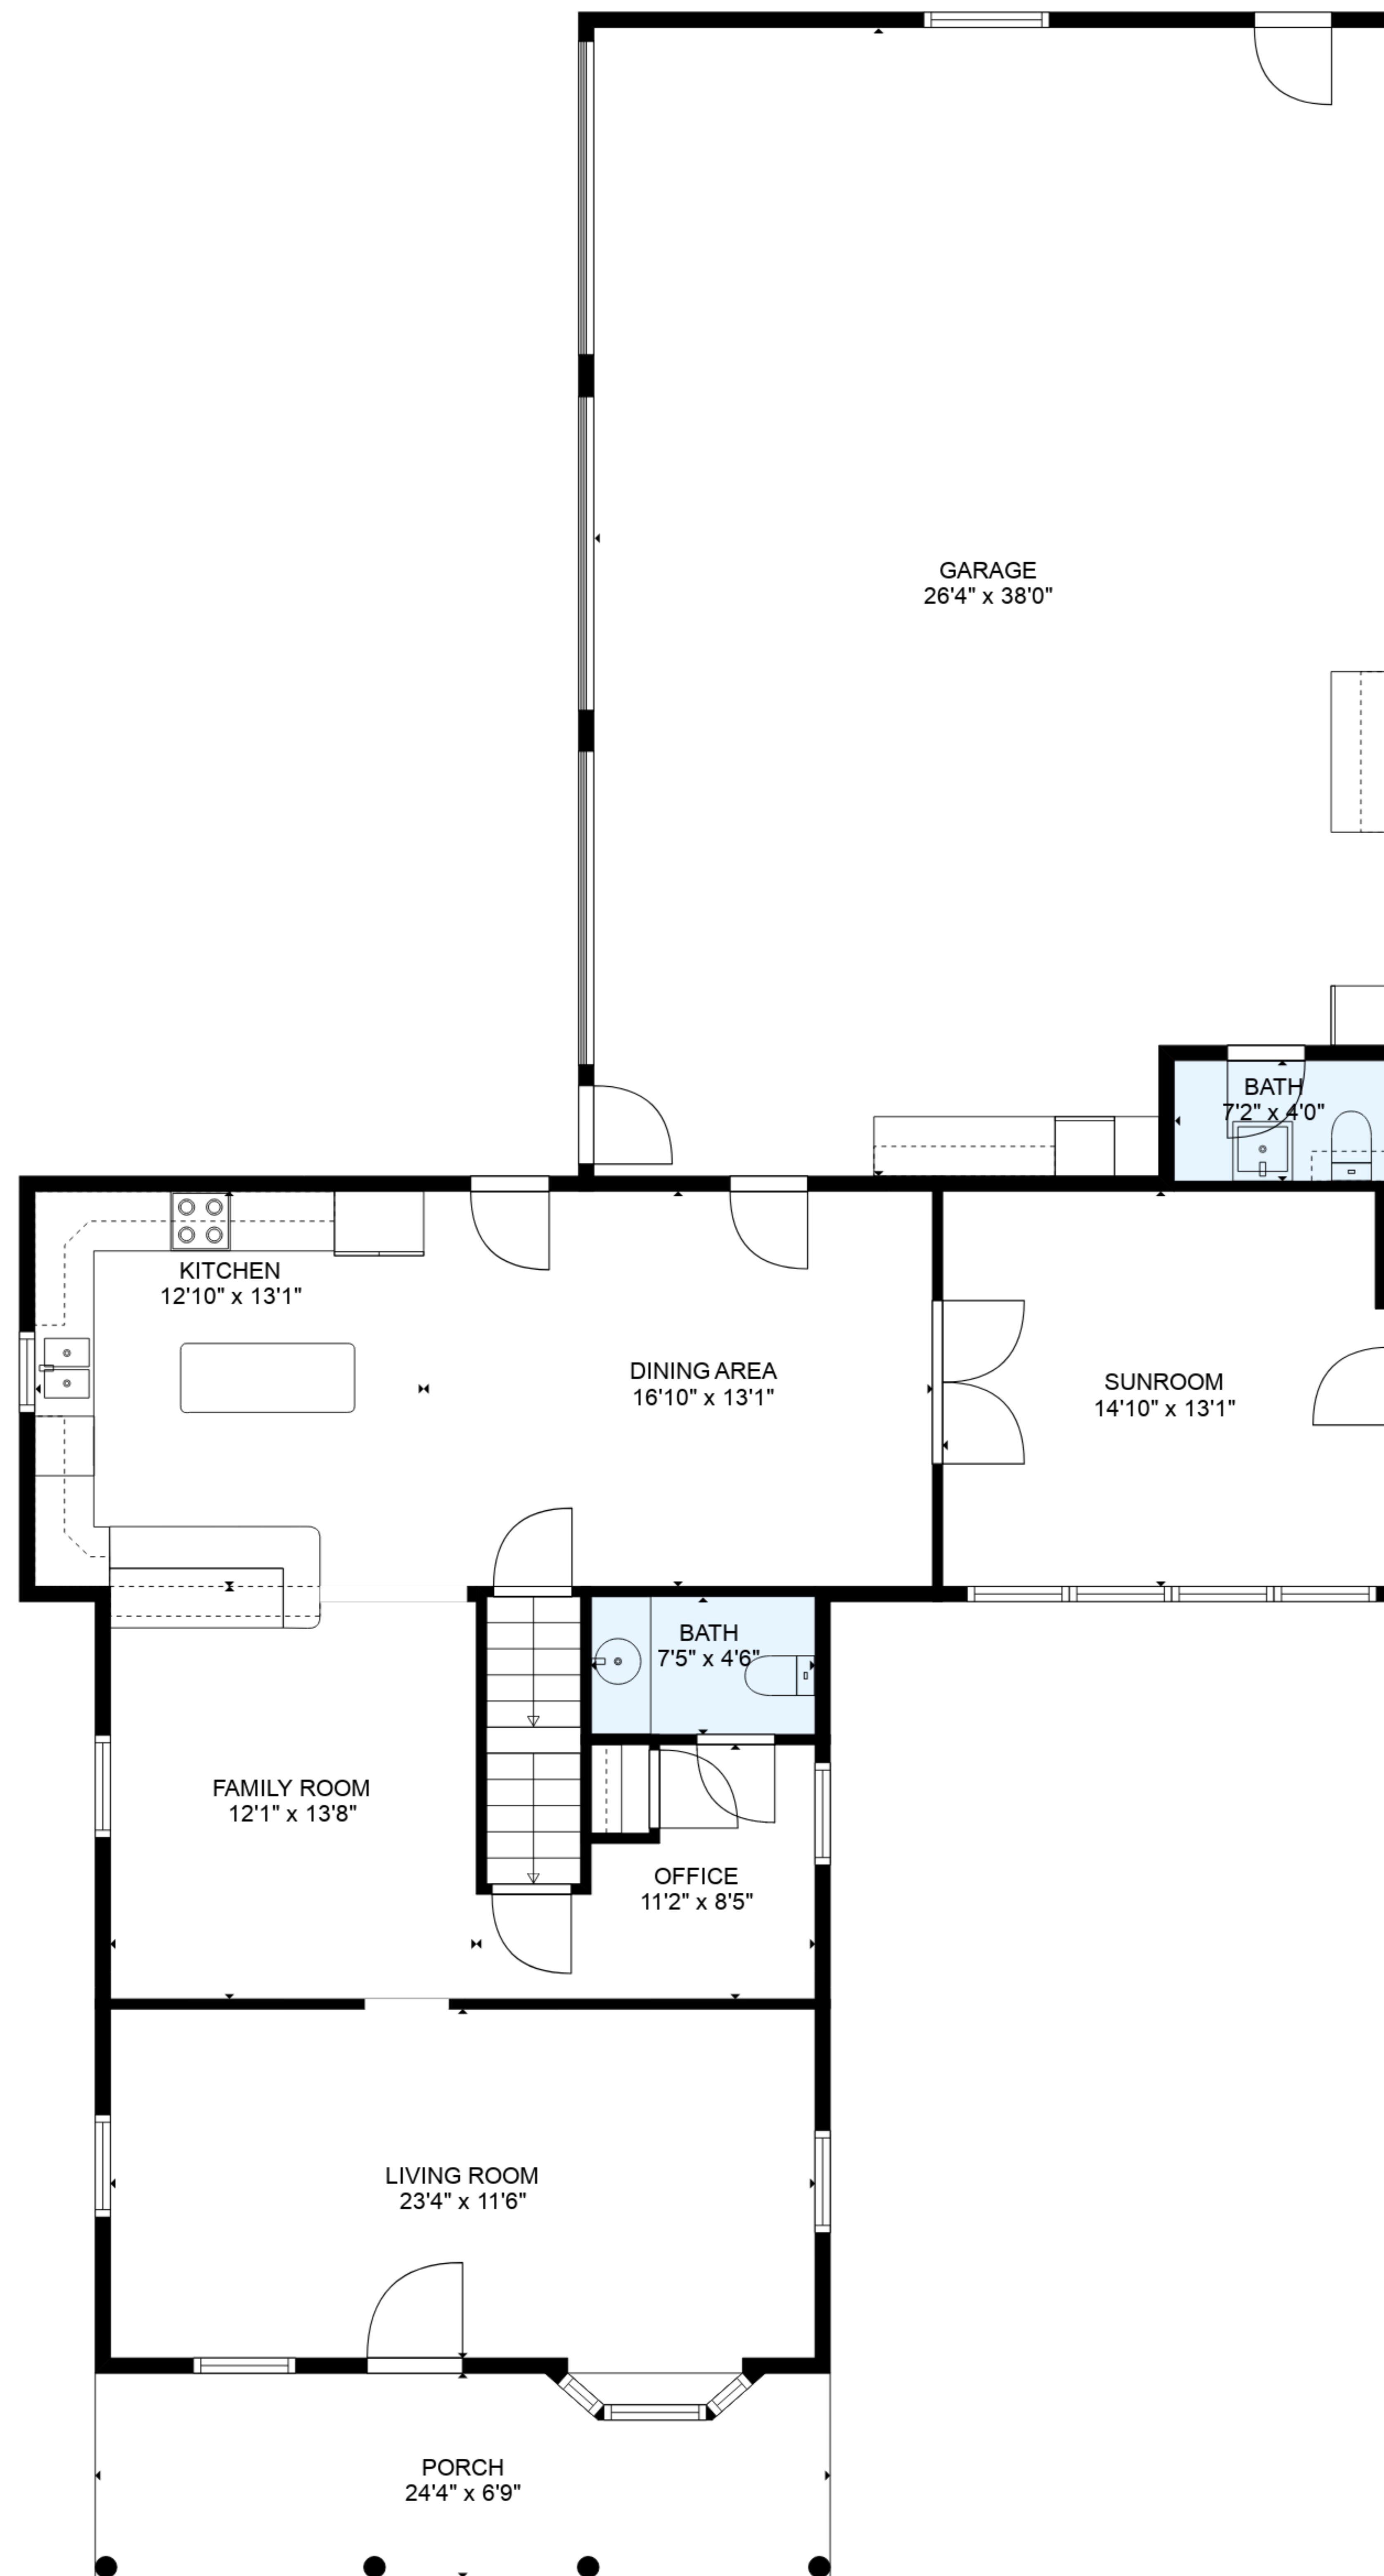 GARAGE
26'4" x 38'0"
BATH
7'2" x 4'0"
KITCHEN
12'10" x 13'1"
DINING AREA
16'10" x 13'1"
SUNROOM
14'10" x 13'1"
BATH
7'5" x 4'6"
FAMILY ROOM
12'1" x 13'8"
OFFICE
11'2" x 8'5"
LIVING ROOM
23'4" x 11'6"
PORCH
24'4" x 6'9"